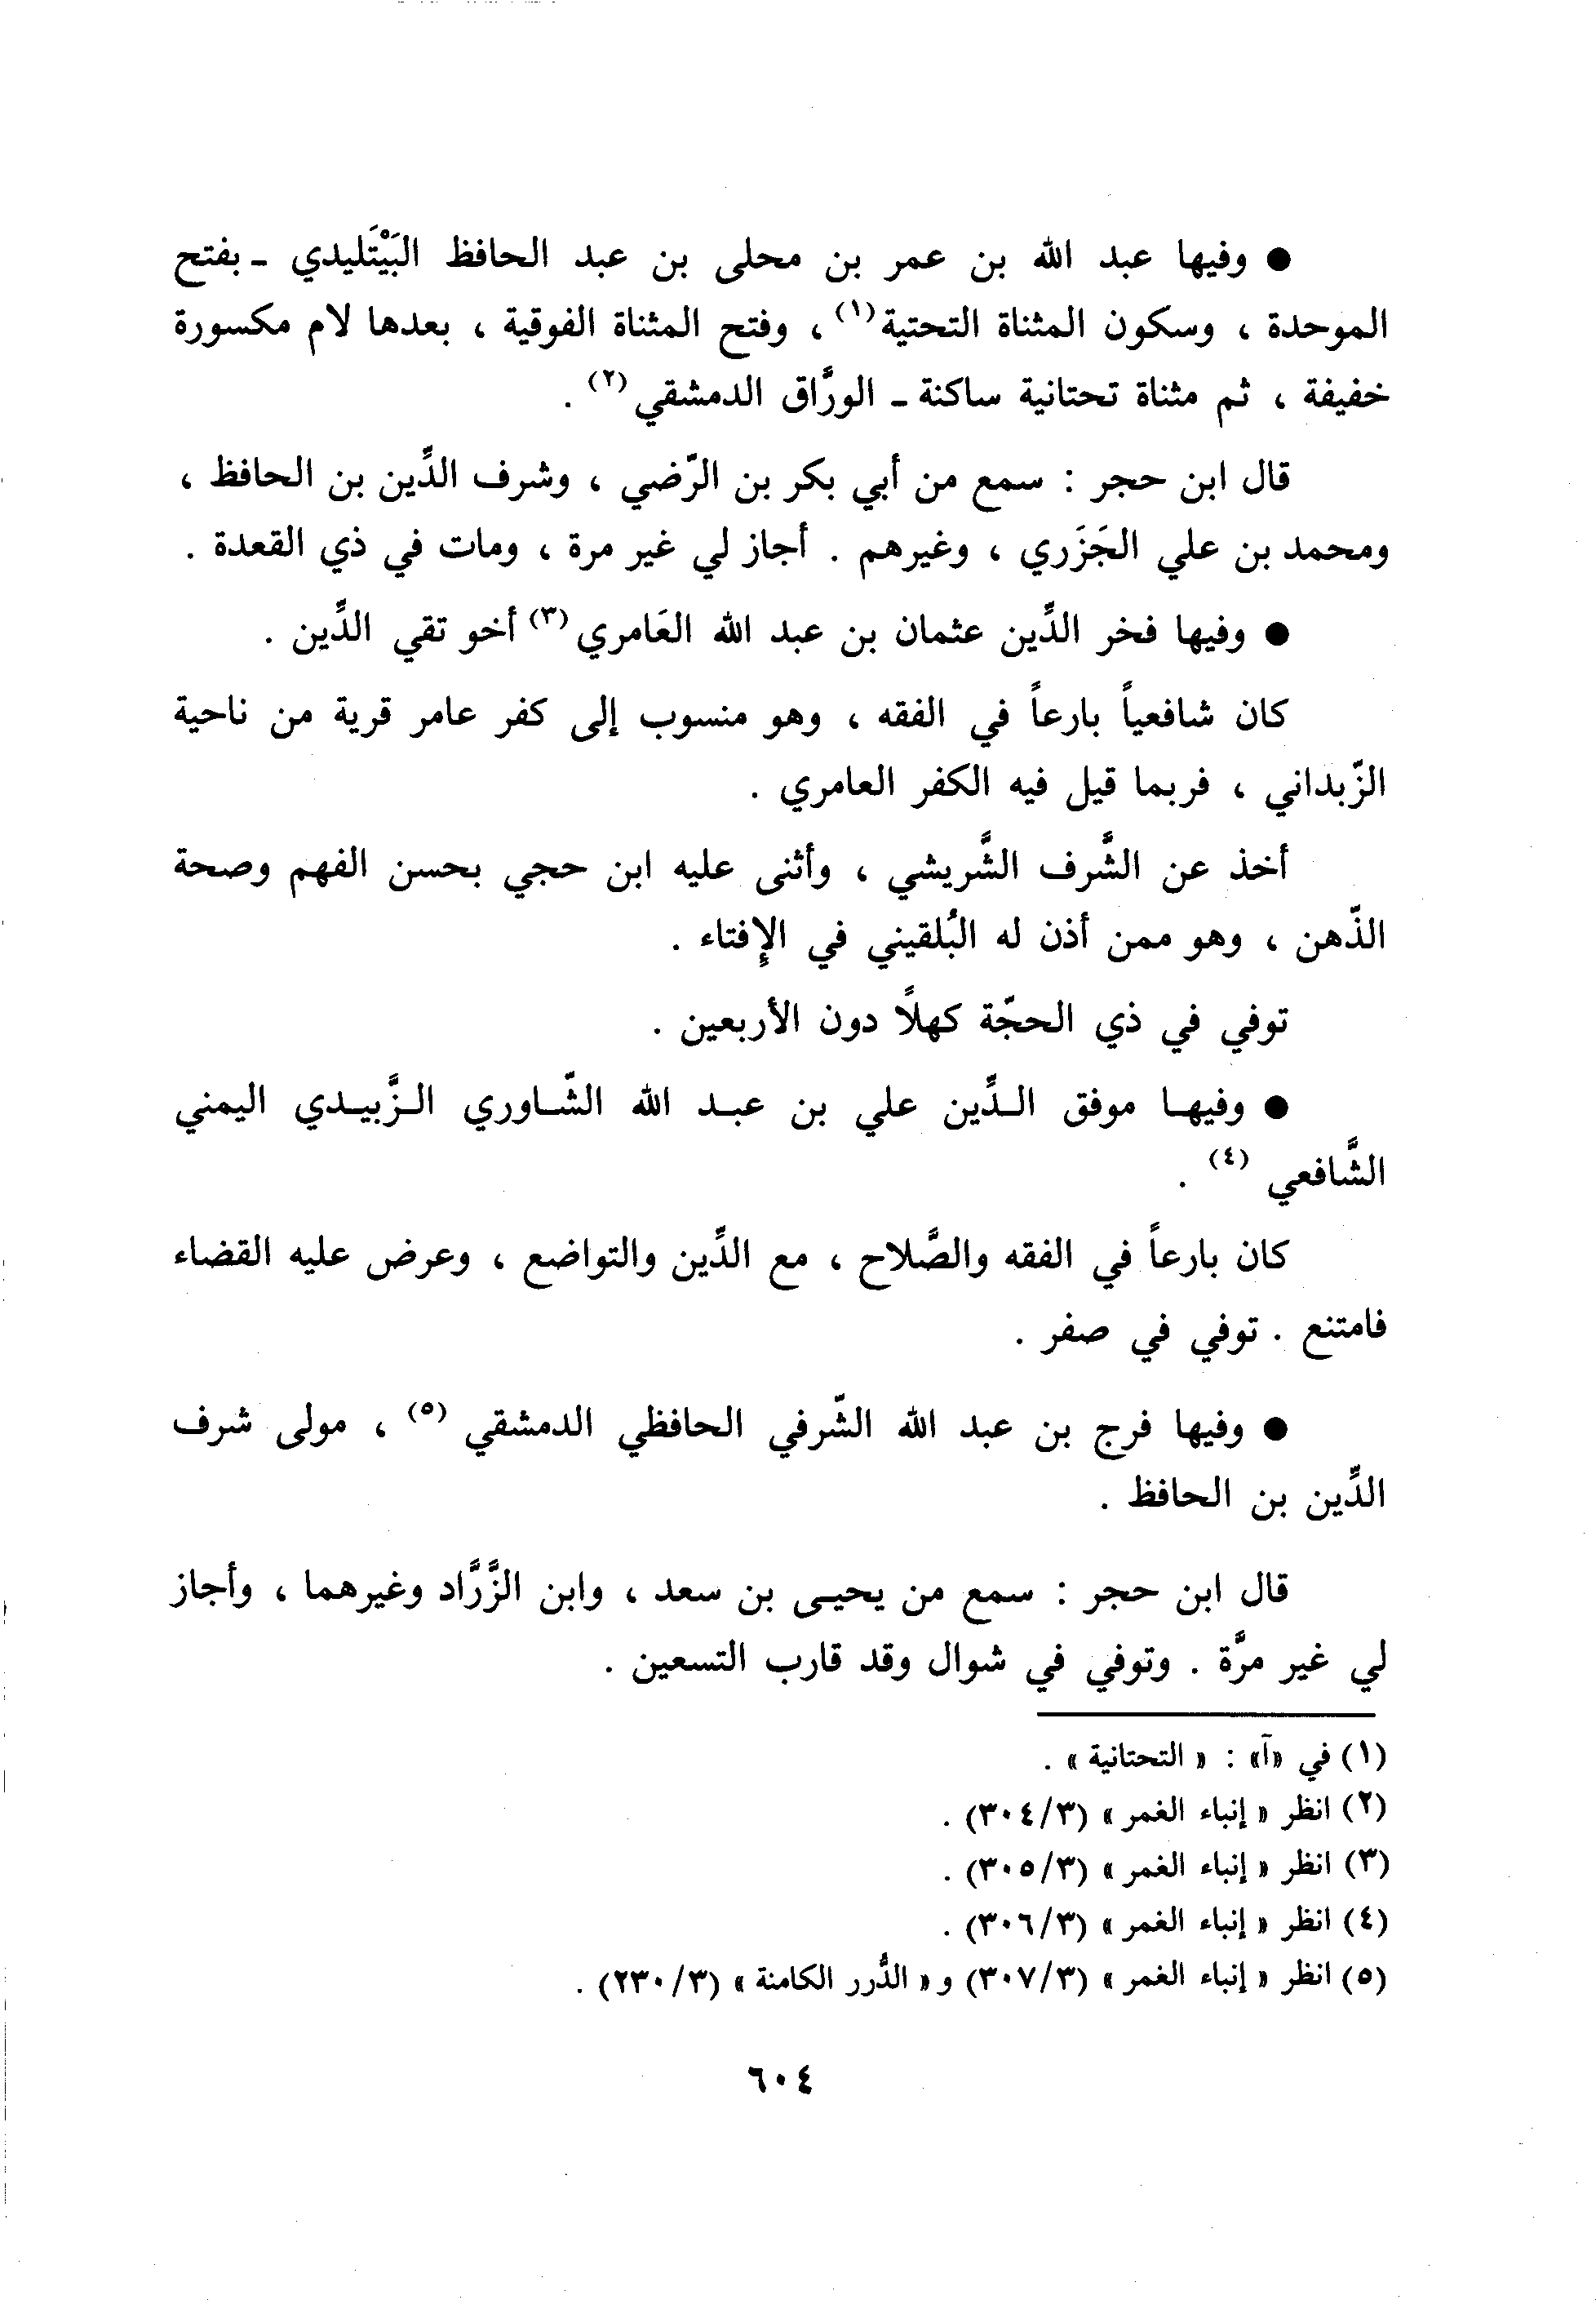 ● وفيها عبد الله بن عمر بن محلى بن عبد الحافظ البَيْتَليدي - بفتح
الموحدة ، وسكون المثناة التحتية (١) ، وفتح المثناة الفوقية ، بعدها لام مكسورة
خفيفة ، ثم مثناة تحتانية ساكنة - الورَّاق الدمشقي (٢) .
قال ابن حجر : سمع من أبي بكر بن الرّضي ، وشرف الدِّين بن الحافظ ،
ومحمد بن علي الجَزَري ، وغيرهم . أجاز لي غير مرة ، ومات في ذي القعدة .
● وفيها فخر الدِّين عثمان بن عبد الله العَامري (٣) أخو تقي الدِّين .
كان شافعياً بارعاً في الفقه ، وهو منسوب إلى كفر عامر قرية من ناحية
الزّبداني ، فربما قيل فيه الكفر العامري .
أخذ عن الشَّرف الشَّريشي ، وأثنى عليه ابن حجي بحسن الفهم وصحة
الذّهن ، وهو ممن أذن له البُلقيني في الإِفتاء .
توفي في ذي الحجّة كهلًا دون الأربعين .
● وفيهـا موفق الـدِّين علي بن عبـد الله الشّـاوري الـزَّبيـدي اليمني
الشَّافعي (٤) .
كان بارعاً في الفقه والصَّلاح ، مع الدِّين والتواضع ، وعرض عليه القضاء
فامتنع . توفي في صفر .
● وفيها فرج بن عبد الله الشّرفي الحافظي الدمشقي (٥) ، مولى شرف
الدِّين بن الحافظ .
قال ابن حجر : سمع من يحيـى بن سعد ، وابن الزَّرَّاد وغيرهما ، وأجاز
لي غير مرَّة . وتوفي في شوال وقد قارب التسعين .
(١) في «آ» : « التحتانية » .
(٢) انظر « إنباء الغمر » (٣٠٤/٣) .
(٣) انظر « إنباء الغمر » (٣٠٥/٣) .
(٤) انظر « إنباء الغمر » (٣٠٦/٣) .
(٥) انظر « إنباء الغمر » (٣٠٧/٣) و « الدُّرر الكامنة » (٢٣٠/٣) .
٦٠٤